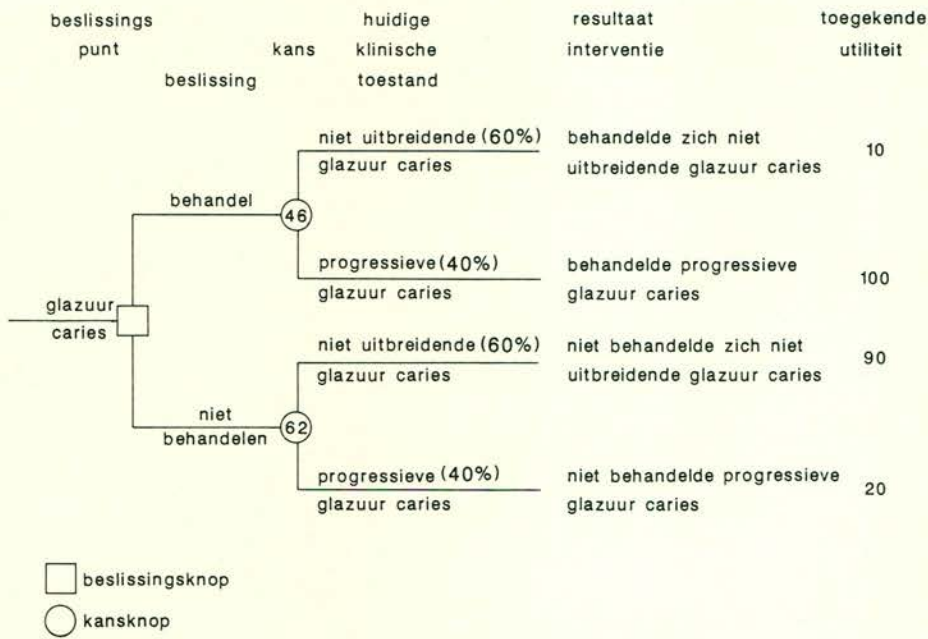 beslissings huidige resultaat toegekende
punt kans klinische interventie utiliteit
beslissing toestand
niet uitbreidende (60%) behandelde zich niet
glazuur caries uitbreidende glazuur caries 10
behandel 46
progressieve (40%) behandelde progressieve
glazuur caries glazuur caries 100
glazuur
caries
niet uitbreidende (60%) niet behandelde zich niet
glazuur caries uitbreidende glazuur caries 90
niet
behandelen 62
progressieve (40%) niet behandelde progressieve
glazuur caries glazuur caries 20
beslissingsknop
kansknop